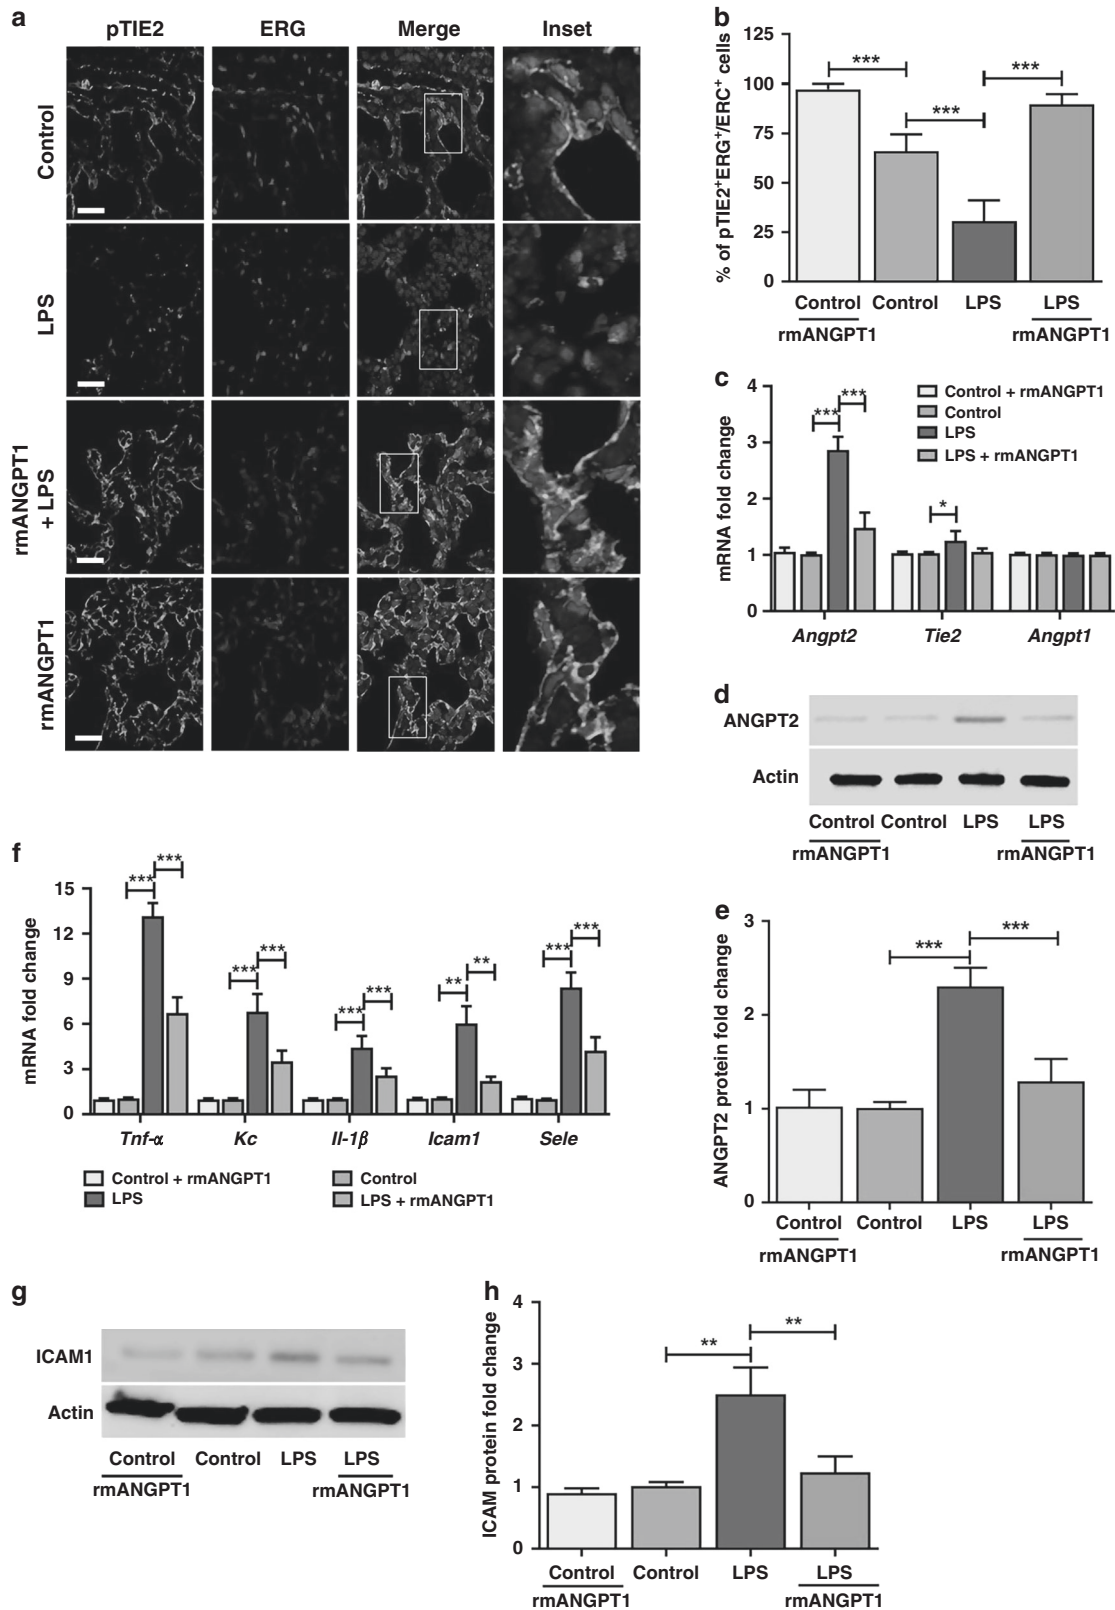 a
pTIE2 ERG Merge Inset
Control
LPS
rmANGPT1
+ LPS
rmANGPT1
b
% of pTIE2⁺ERG⁺/ERC⁺ cells
125
100
75
50
25
0
*** *** ***
Control Control LPS LPS
rmANGPT1 rmANGPT1
c
mRNA fold change
4
3
2
1
0
*** *** *
Control + rmANGPT1
Control
LPS
LPS + rmANGPT1
Angpt2 Tie2 Angpt1
d
ANGPT2
Actin
Control Control LPS LPS
rmANGPT1 rmANGPT1
f
mRNA fold change
15
12
9
6
3
0
*** *** *** *** *** *** ** ** *** ***
Tnf-α Kc Il-1β Icam1 Sele
Control + rmANGPT1 Control
LPS LPS + rmANGPT1
e
ANGPT2 protein fold change
3
2
1
0
*** ***
Control Control LPS LPS
rmANGPT1 rmANGPT1
g
ICAM1
Actin
Control Control LPS LPS
rmANGPT1 rmANGPT1
h
ICAM protein fold change
4
3
2
1
0
** **
Control Control LPS LPS
rmANGPT1 rmANGPT1